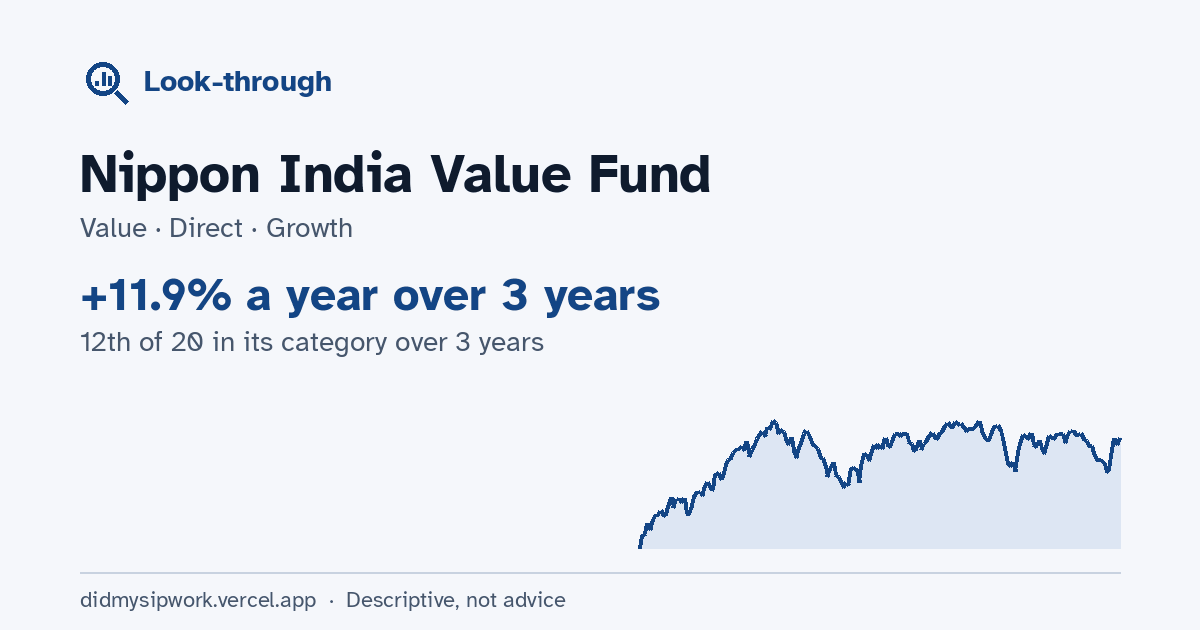 Look-through
Nippon India Value Fund
Value · Direct · Growth
+11.9% a year over 3 years
12th of 20 in its category over 3 years
didmysipwork.vercel.app · Descriptive, not advice